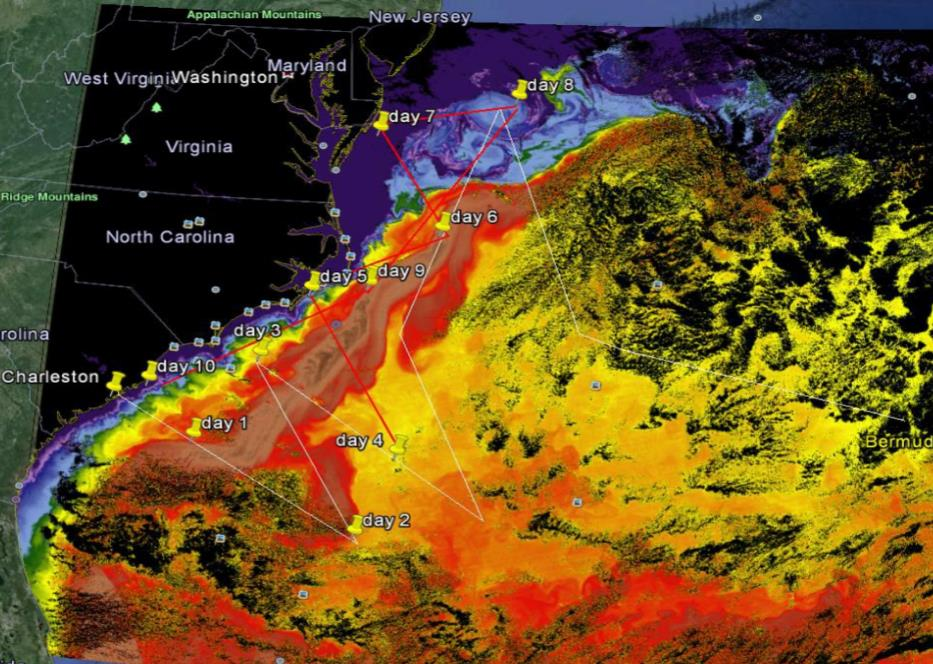 Appalachian Mountains
New Jersey
Maryland
West Virginia
Washington
day 8
day 7
Virginia
Ridge Mountains
day 6
North Carolina
day 5
day 9
day 3
rolina
day 10
Charleston
day 1
day 4
Bermud
day 2